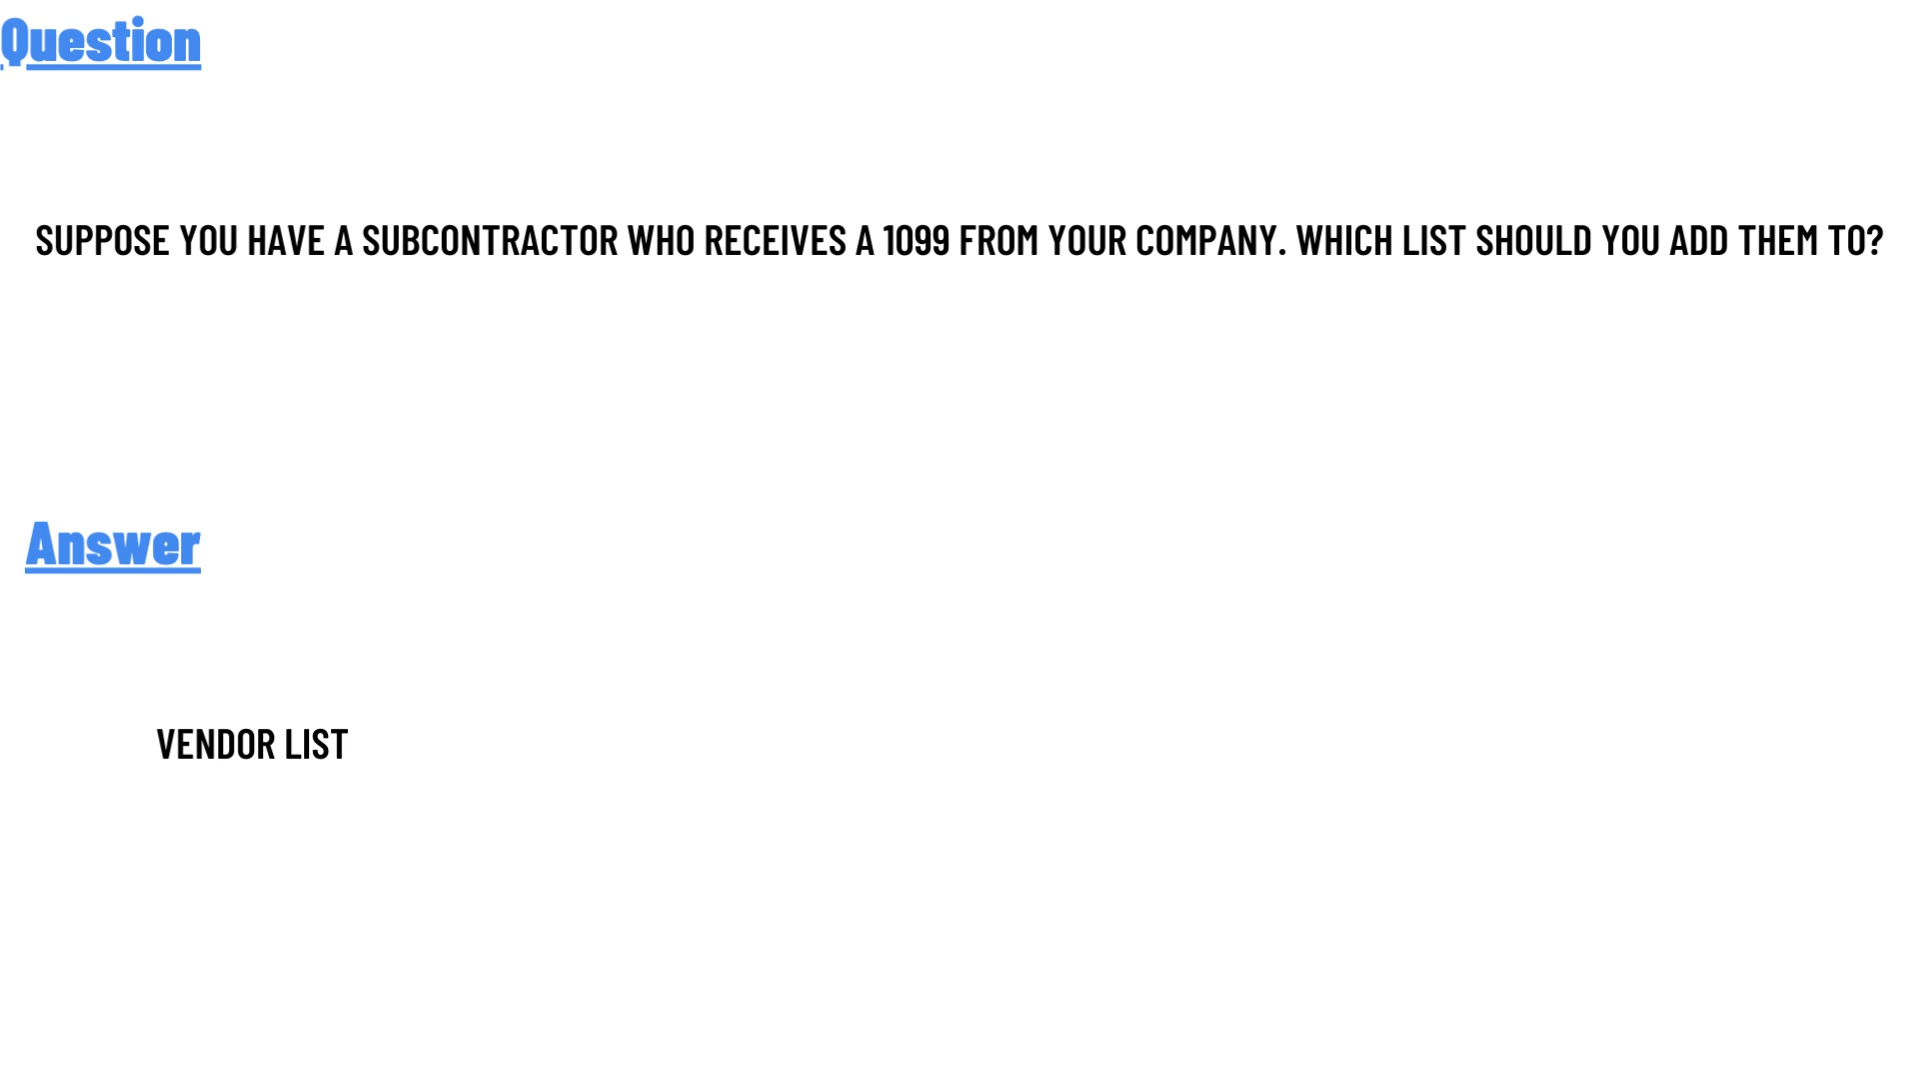 Question
SUPPOSE YOU HAVE A SUBCONTRACTOR WHO RECEIVES A 1099 FROM YOUR COMPANY. WHICH LIST SHOULD YOU ADD THEM TO?
Answer
VENDOR LIST